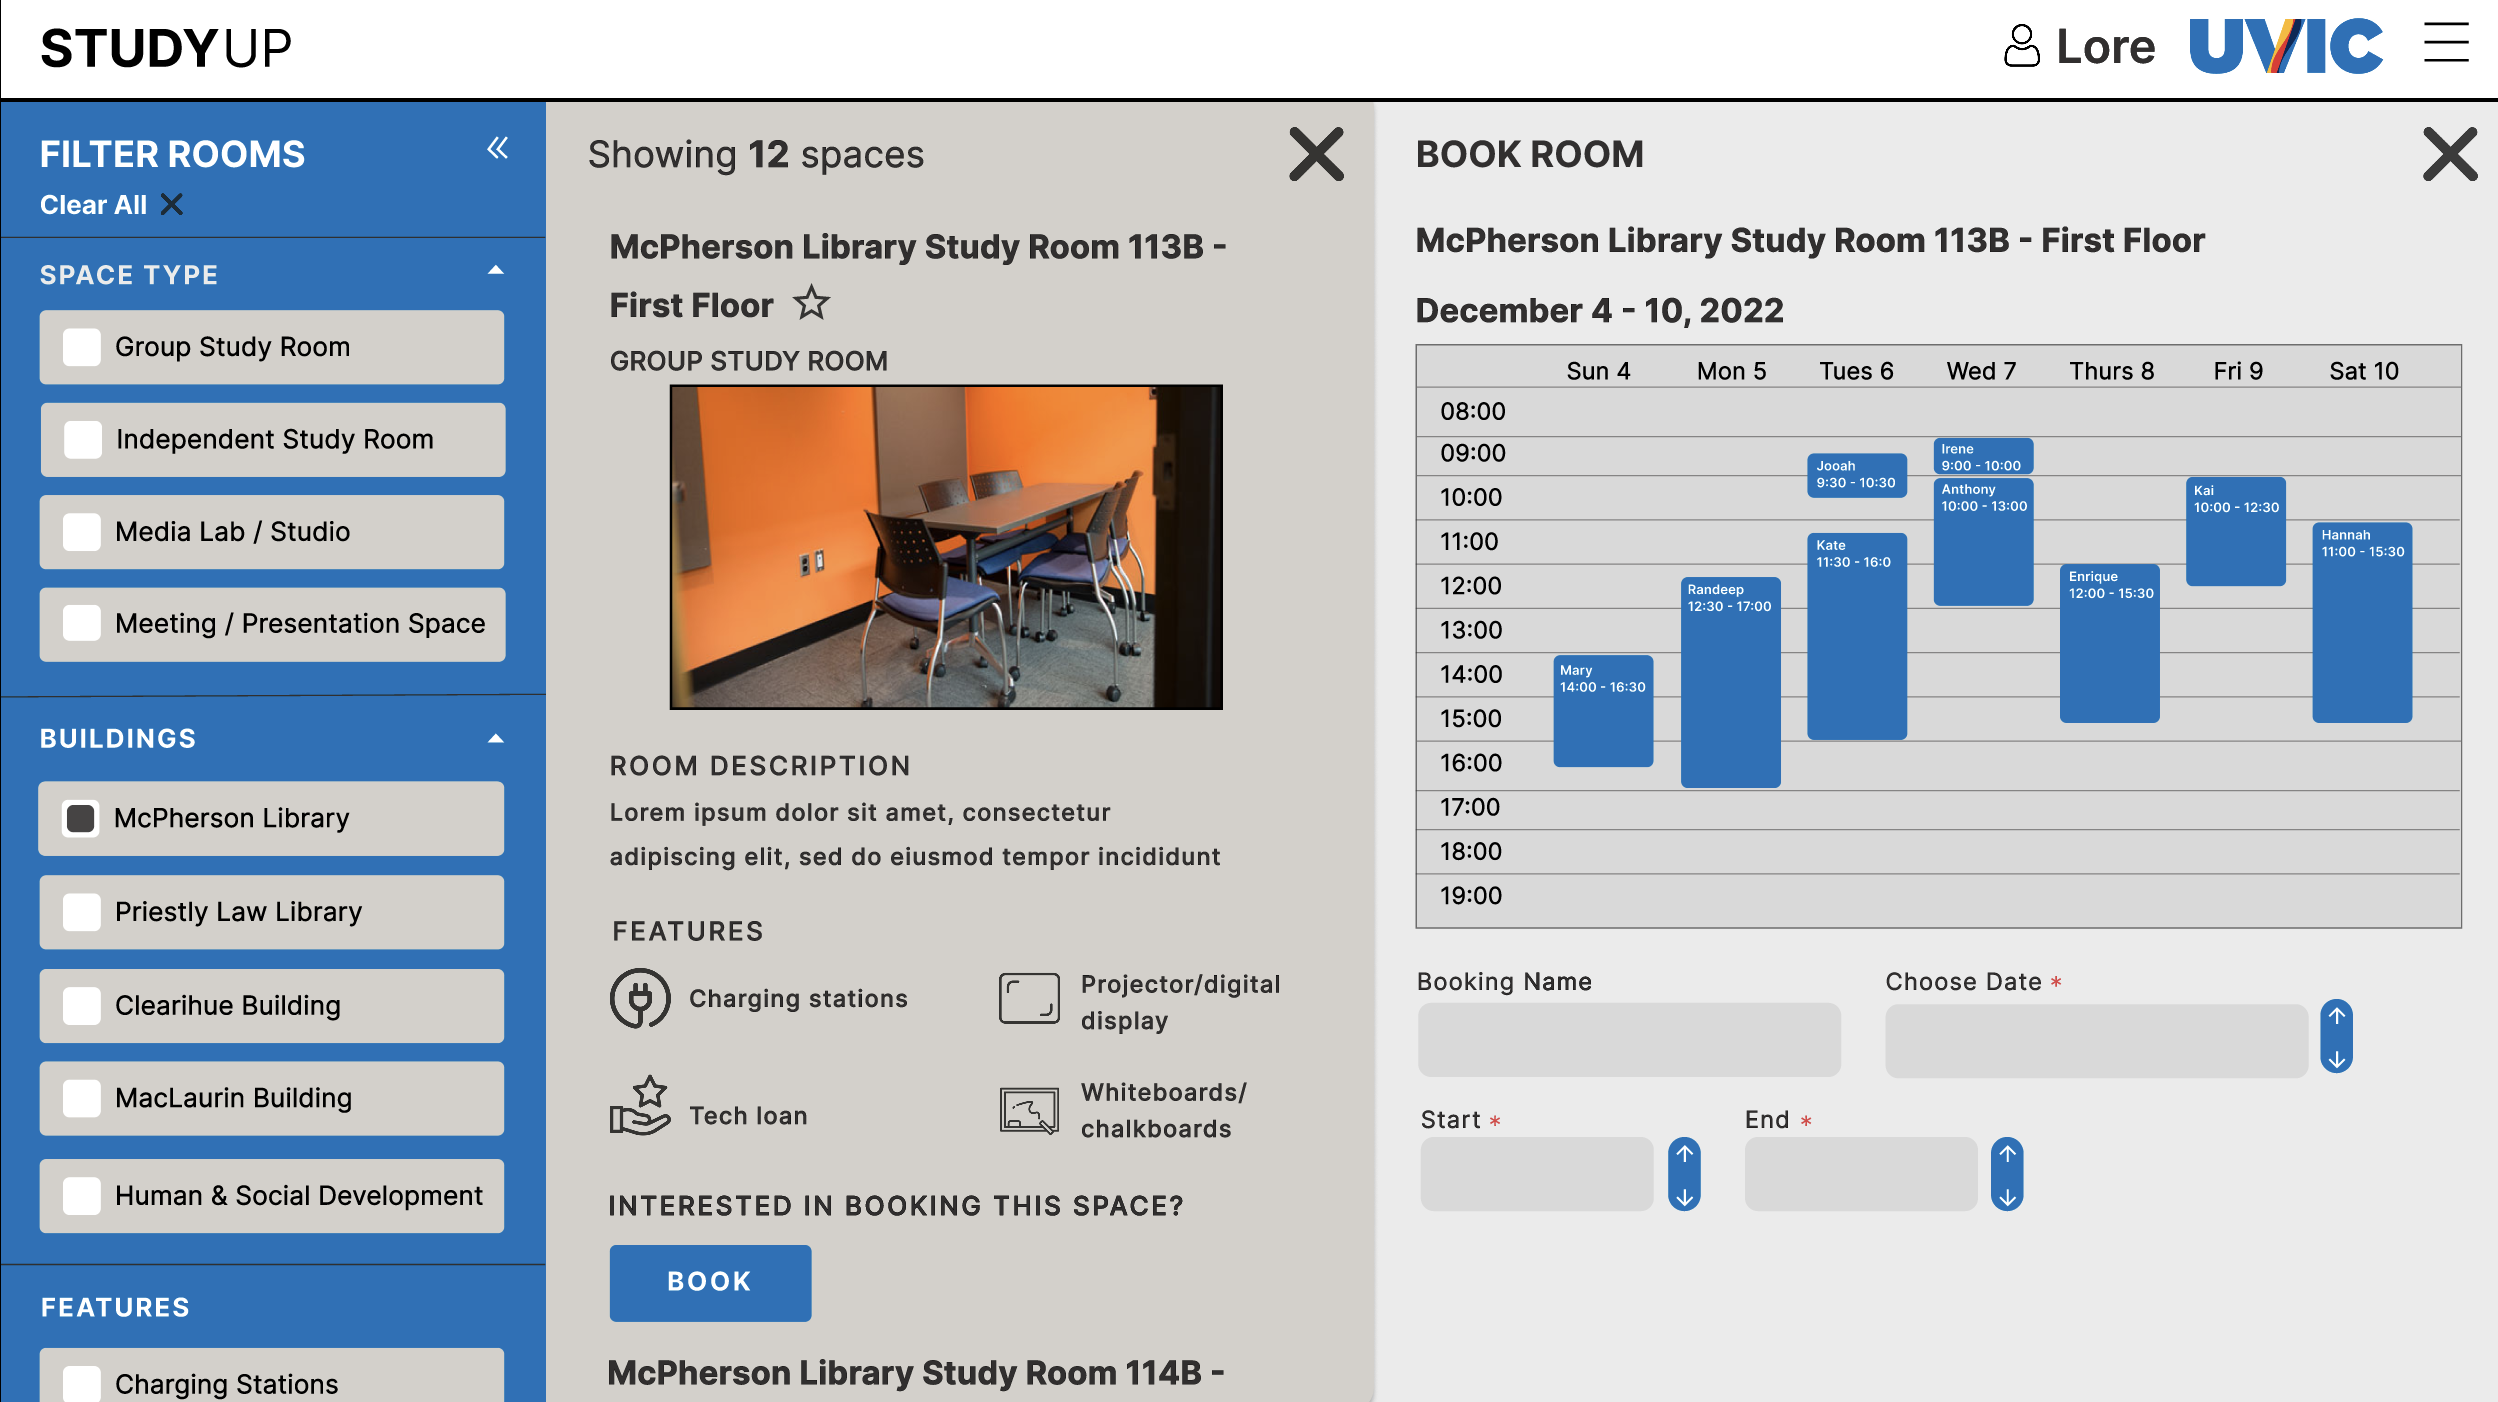 STUDYUP
Lore
UVIC
FILTER ROOMS
Clear All
SPACE TYPE
Group Study Room
Independent Study Room
Media Lab / Studio
Meeting / Presentation Space
BUILDINGS
McPherson Library
Priestly Law Library
Clearihue Building
MacLaurin Building
Human & Social Development
FEATURES
Charging Stations
Showing 12 spaces
McPherson Library Study Room 113B -
First Floor
GROUP STUDY ROOM
ROOM DESCRIPTION
Lorem ipsum dolor sit amet, consectetur
adipiscing elit, sed do eiusmod tempor incididunt
FEATURES
Charging stations
Projector/digital
display
Tech loan
Whiteboards/
chalkboards
INTERESTED IN BOOKING THIS SPACE?
BOOK
McPherson Library Study Room 114B -
BOOK ROOM
McPherson Library Study Room 113B - First Floor
December 4 - 10, 2022
Sun 4 Mon 5 Tues 6 Wed 7 Thurs 8 Fri 9 Sat 10
08:00
09:00
10:00
11:00
12:00
13:00
14:00
15:00
16:00
17:00
18:00
19:00
Mary
14:00 - 16:30
Randeep
12:30 - 17:00
Jooah
9:30 - 10:30
Kate
11:30 - 16:0
Irene
9:00 - 10:00
Anthony
10:00 - 13:00
Enrique
12:00 - 15:30
Kai
10:00 - 12:30
Hannah
11:00 - 15:30
Booking Name
Choose Date *
Start *
End *